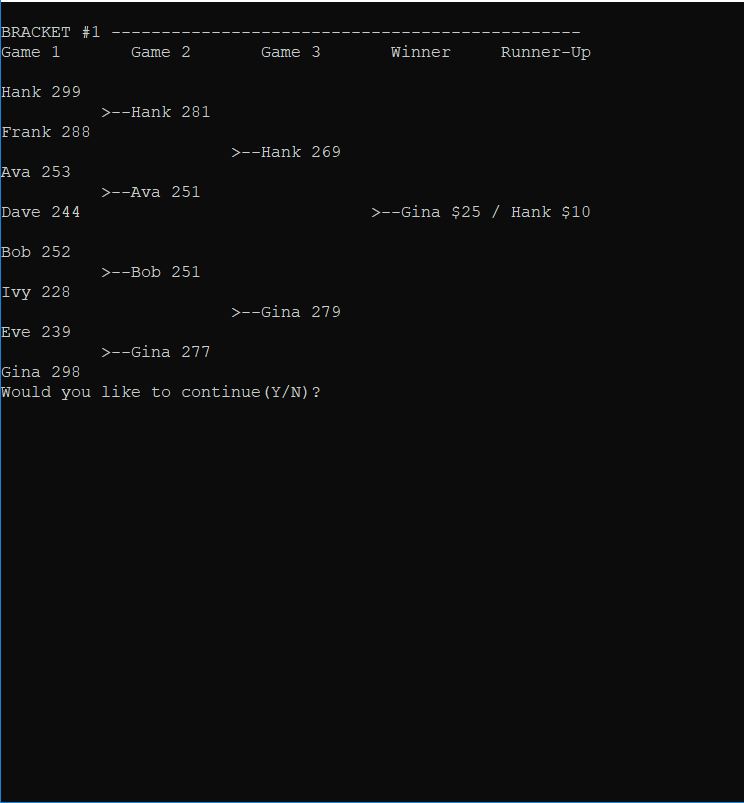 BRACKET #1 -----------------------------------------------
Game 1       Game 2       Game 3       Winner     Runner-Up
Hank 299
          >--Hank 281
Frank 288
                       >--Hank 269
Ava 253
          >--Ava 251
Dave 244                             >--Gina $25 / Hank $10
Bob 252
          >--Bob 251
Ivy 228
                       >--Gina 279
Eve 239
          >--Gina 277
Gina 298
Would you like to continue(Y/N)?